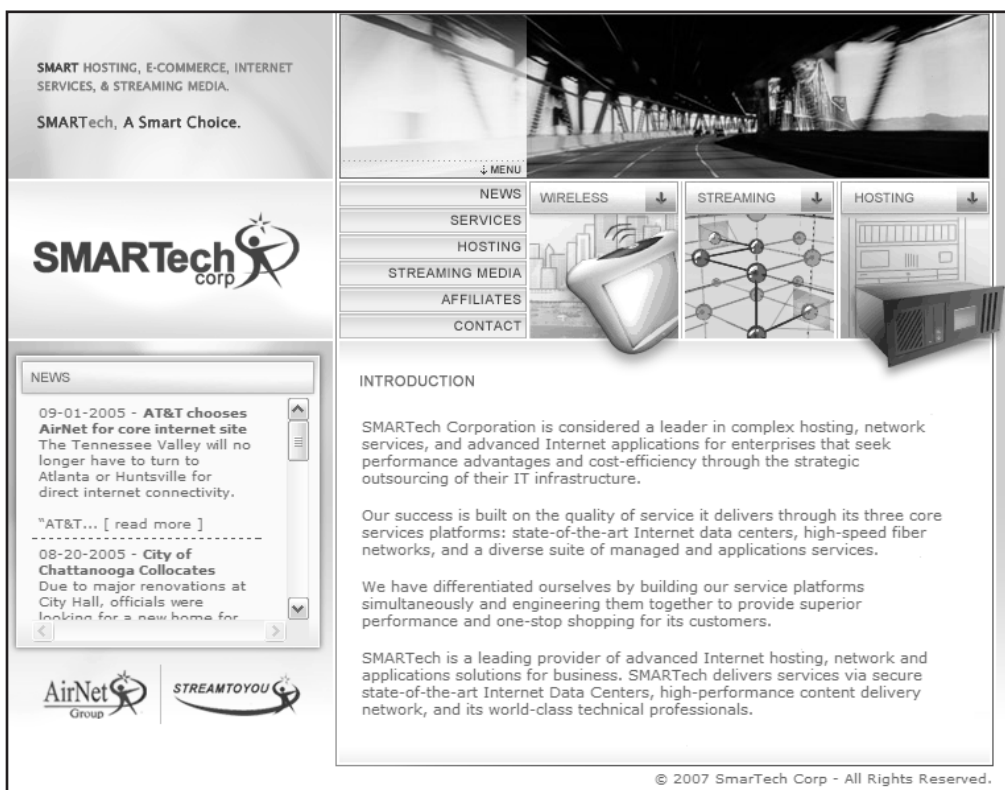 SMART HOSTING, E-COMMERCE, INTERNET
SERVICES, & STREAMING MEDIA.
SMARTech, A Smart Choice.
MENU
SMARTech
corp
NEWS
SERVICES
HOSTING
STREAMING MEDIA
AFFILIATES
CONTACT
WIRELESS
STREAMING
HOSTING
NEWS
09-01-2005 - AT&T chooses
AirNet for core internet site
The Tennessee Valley will no
longer have to turn to
Atlanta or Huntsville for
direct internet connectivity.
"AT&T... [ read more ]
08-20-2005 - City of
Chattanooga Collocates
Due to major renovations at
City Hall, officials were
looking for a new home for
AirNet
Group
STREAMTOYOU
INTRODUCTION
SMARTech Corporation is considered a leader in complex hosting, network
services, and advanced Internet applications for enterprises that seek
performance advantages and cost-efficiency through the strategic
outsourcing of their IT infrastructure.
Our success is built on the quality of service it delivers through its three core
services platforms: state-of-the-art Internet data centers, high-speed fiber
networks, and a diverse suite of managed and applications services.
We have differentiated ourselves by building our service platforms
simultaneously and engineering them together to provide superior
performance and one-stop shopping for its customers.
SMARTech is a leading provider of advanced Internet hosting, network and
applications solutions for business. SMARTech delivers services via secure
state-of-the-art Internet Data Centers, high-performance content delivery
network, and its world-class technical professionals.
© 2007 SmarTech Corp - All Rights Reserved.